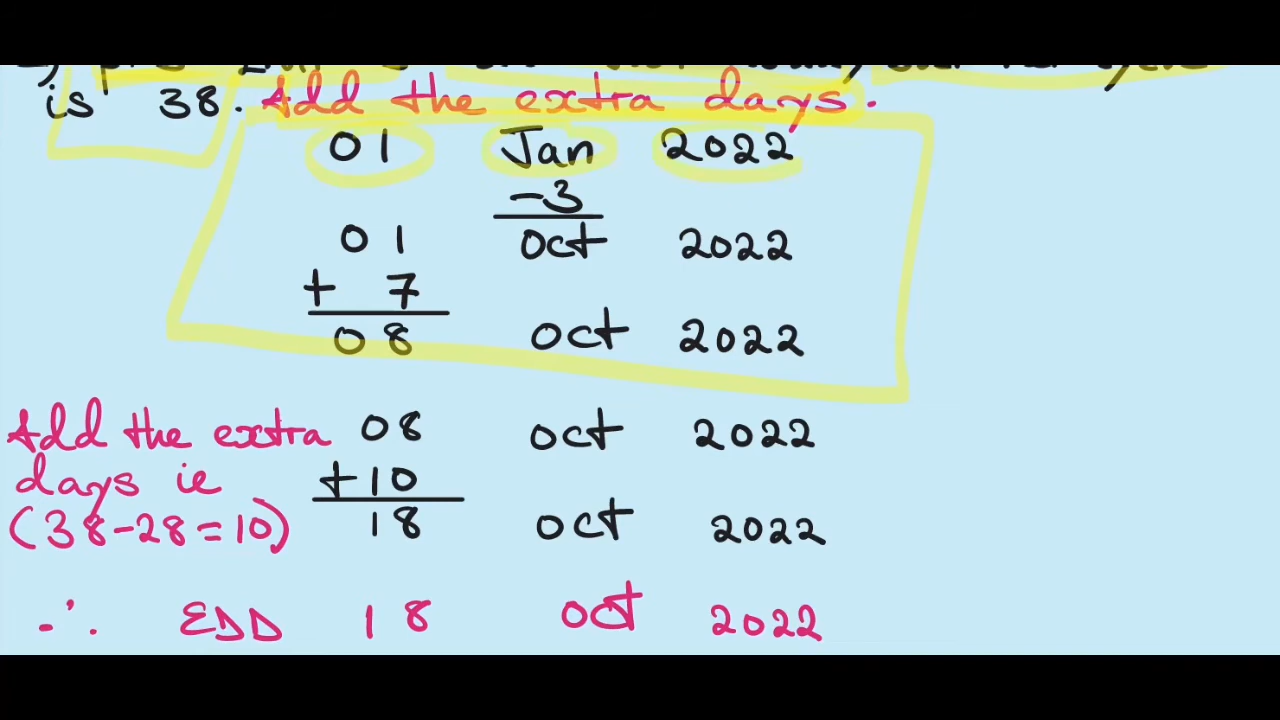 is 38. Add the extra days.
01 Jan 2022
-3
01 Oct 2022
+ 7
08 Oct 2022
Add the extra 08 Oct 2022
days ie +10
(38-28=10) 18 Oct 2022
∴ EDD 18 Oct 2022